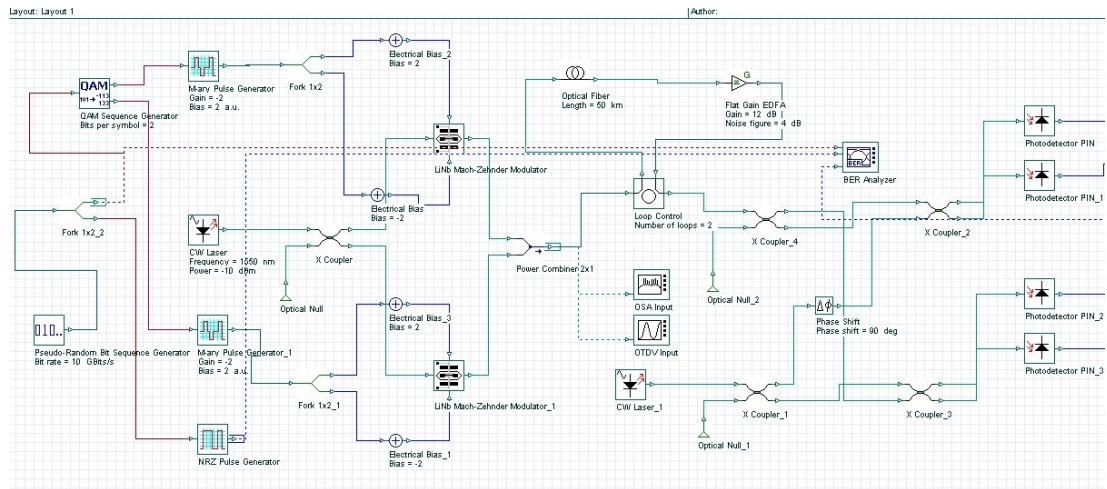 Layout: Layout 1
Author:
QAM
101 → -113
133
QAM Sequence Generator
Bits per symbol = 2
M-ary Pulse Generator
Gain = -2
Bias = 2 a.u.
Fork 1x2
Electrical Bias_2
Bias = 2
LiNb Mach-Zehnder Modulator
Electrical Bias
Bias = -2
Optical Fiber
Length = 50 km
G
Flat Gain EDFA
Gain = 12 dB
Noise figure = 4 dB
BER
BER Analyzer
Photodetector PIN
Photodetector PIN_1
Fork 1x2_2
CW Laser
Frequency = 1550 nm
Power = -10 dBm
X Coupler
Optical Null
Power Combiner 2x1
Loop Control
Number of loops = 2
X Coupler_4
X Coupler_2
Optical Null_2
OSA Input
OTDV Input
Δϕ
Phase Shift
Phase shift = 90 deg
Photodetector PIN_2
Photodetector PIN_3
010..
Pseudo-Random Bit Sequence Generator
Bit rate = 10 GBits/s
M-ary Pulse Generator_1
Gain = -2
Bias = 2 a.u.
Electrical Bias_3
Bias = 2
LiNb Mach-Zehnder Modulator_1
Fork 1x2_1
CW Laser_1
X Coupler_1
X Coupler_3
Optical Null_1
NRZ Pulse Generator
Electrical Bias_1
Bias = -2